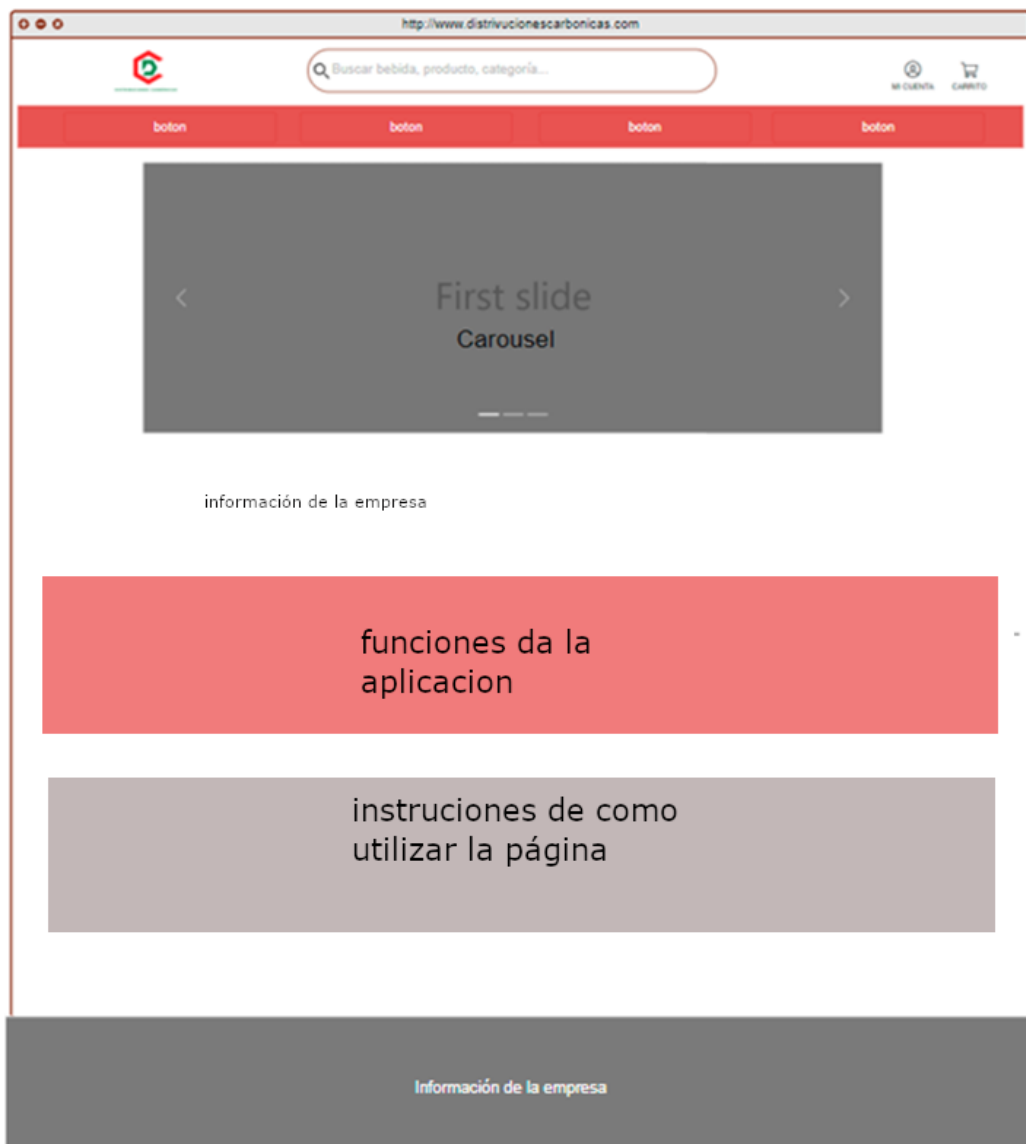 http://www.distrivucionescarbonicas.com
Buscar bebida, producto, categoría...
MI CUENTA CARRITO
boton boton boton boton
First slide
Carousel
información de la empresa
funciones da la
aplicacion
instruciones de como
utilizar la página
Información de la empresa